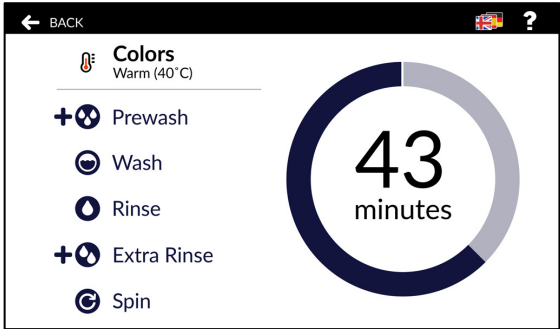 BACK
?
Colors
Warm (40˚C)
+ Prewash
Wash
Rinse
+ Extra Rinse
Spin
43
minutes